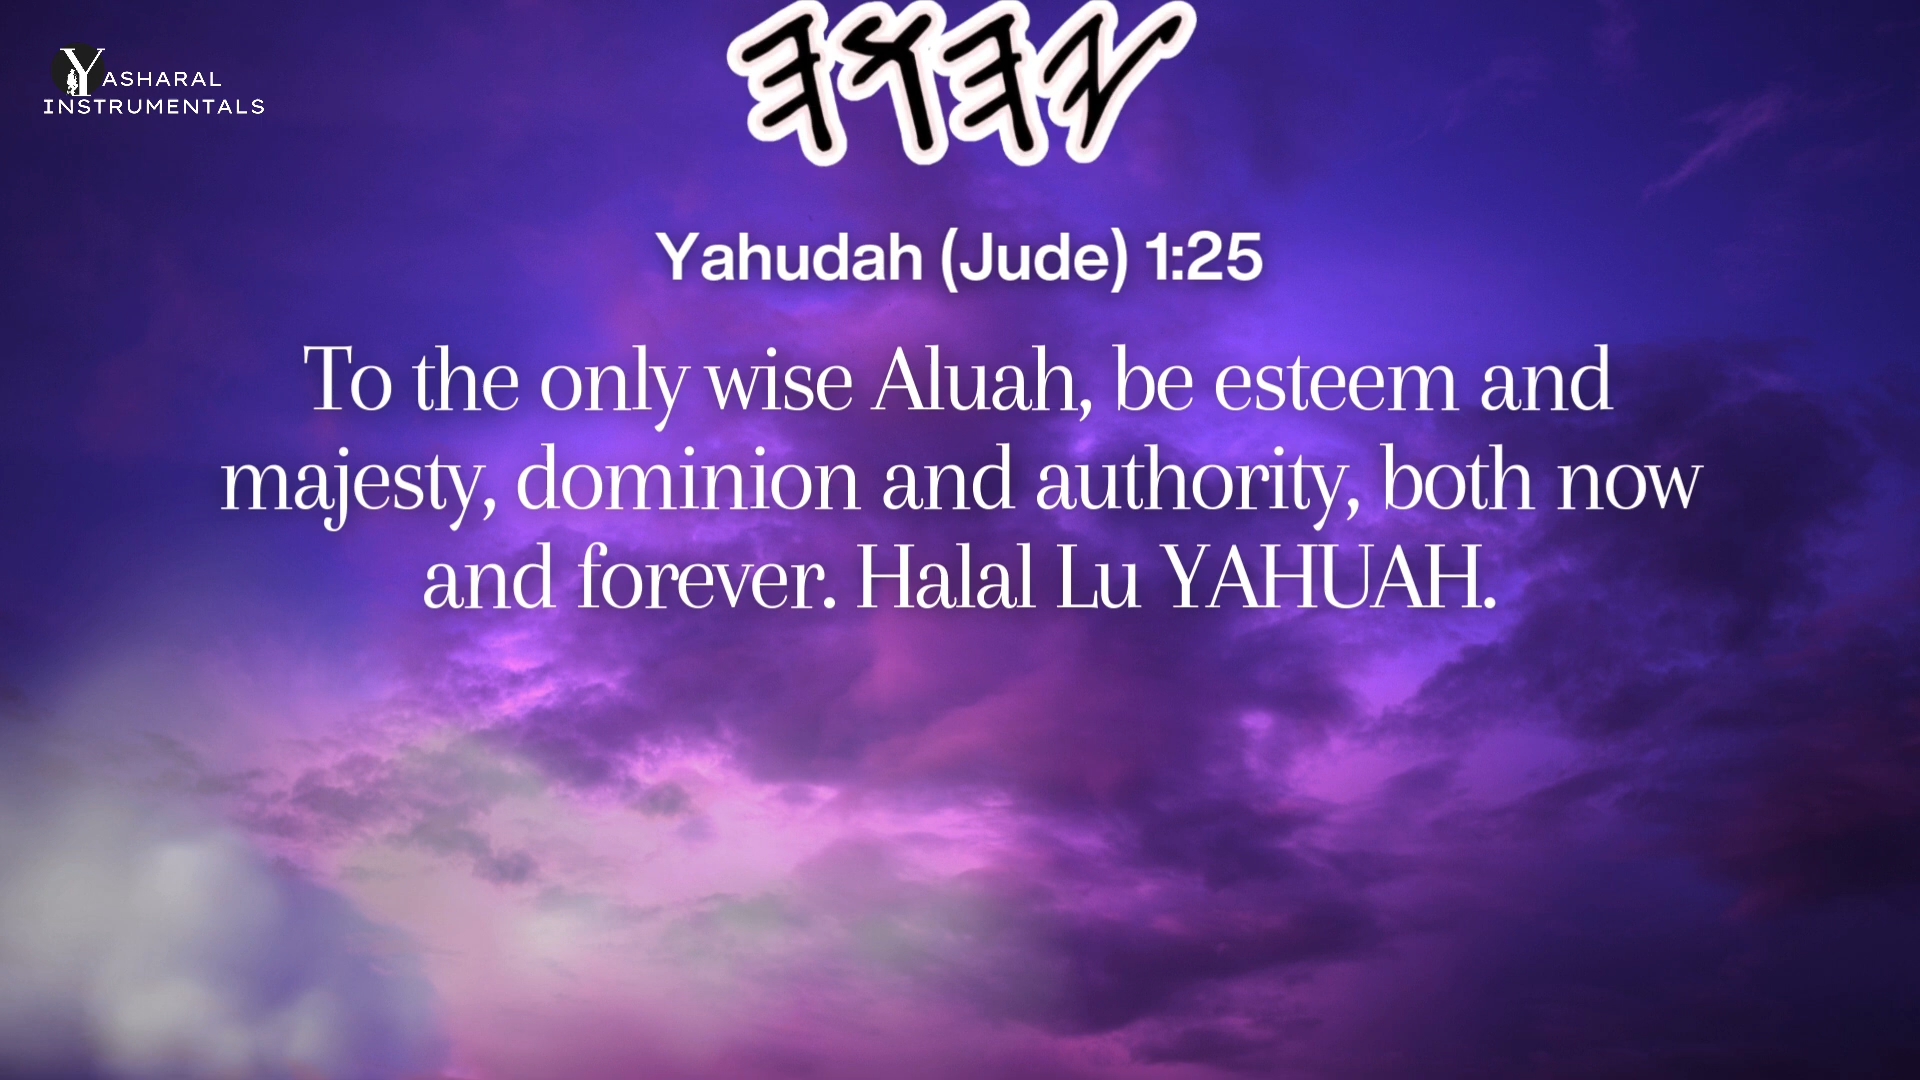 𐤉𐤄𐤅𐤄
YASHARAL
INSTRUMENTALS
Yahudah (Jude) 1:25
To the only wise Aluah, be esteem and
majesty, dominion and authority, both now
and forever. Halal Lu YAHUAH.